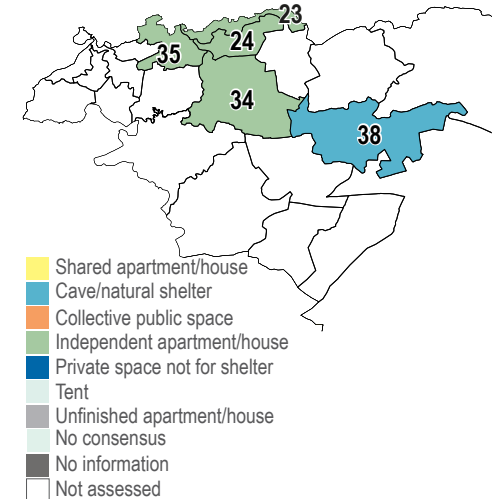 23
24
35
34
38
Shared apartment/house
Cave/natural shelter
Collective public space
Independent apartment/house
Private space not for shelter
Tent
Unfinished apartment/house
No consensus
No information
Not assessed